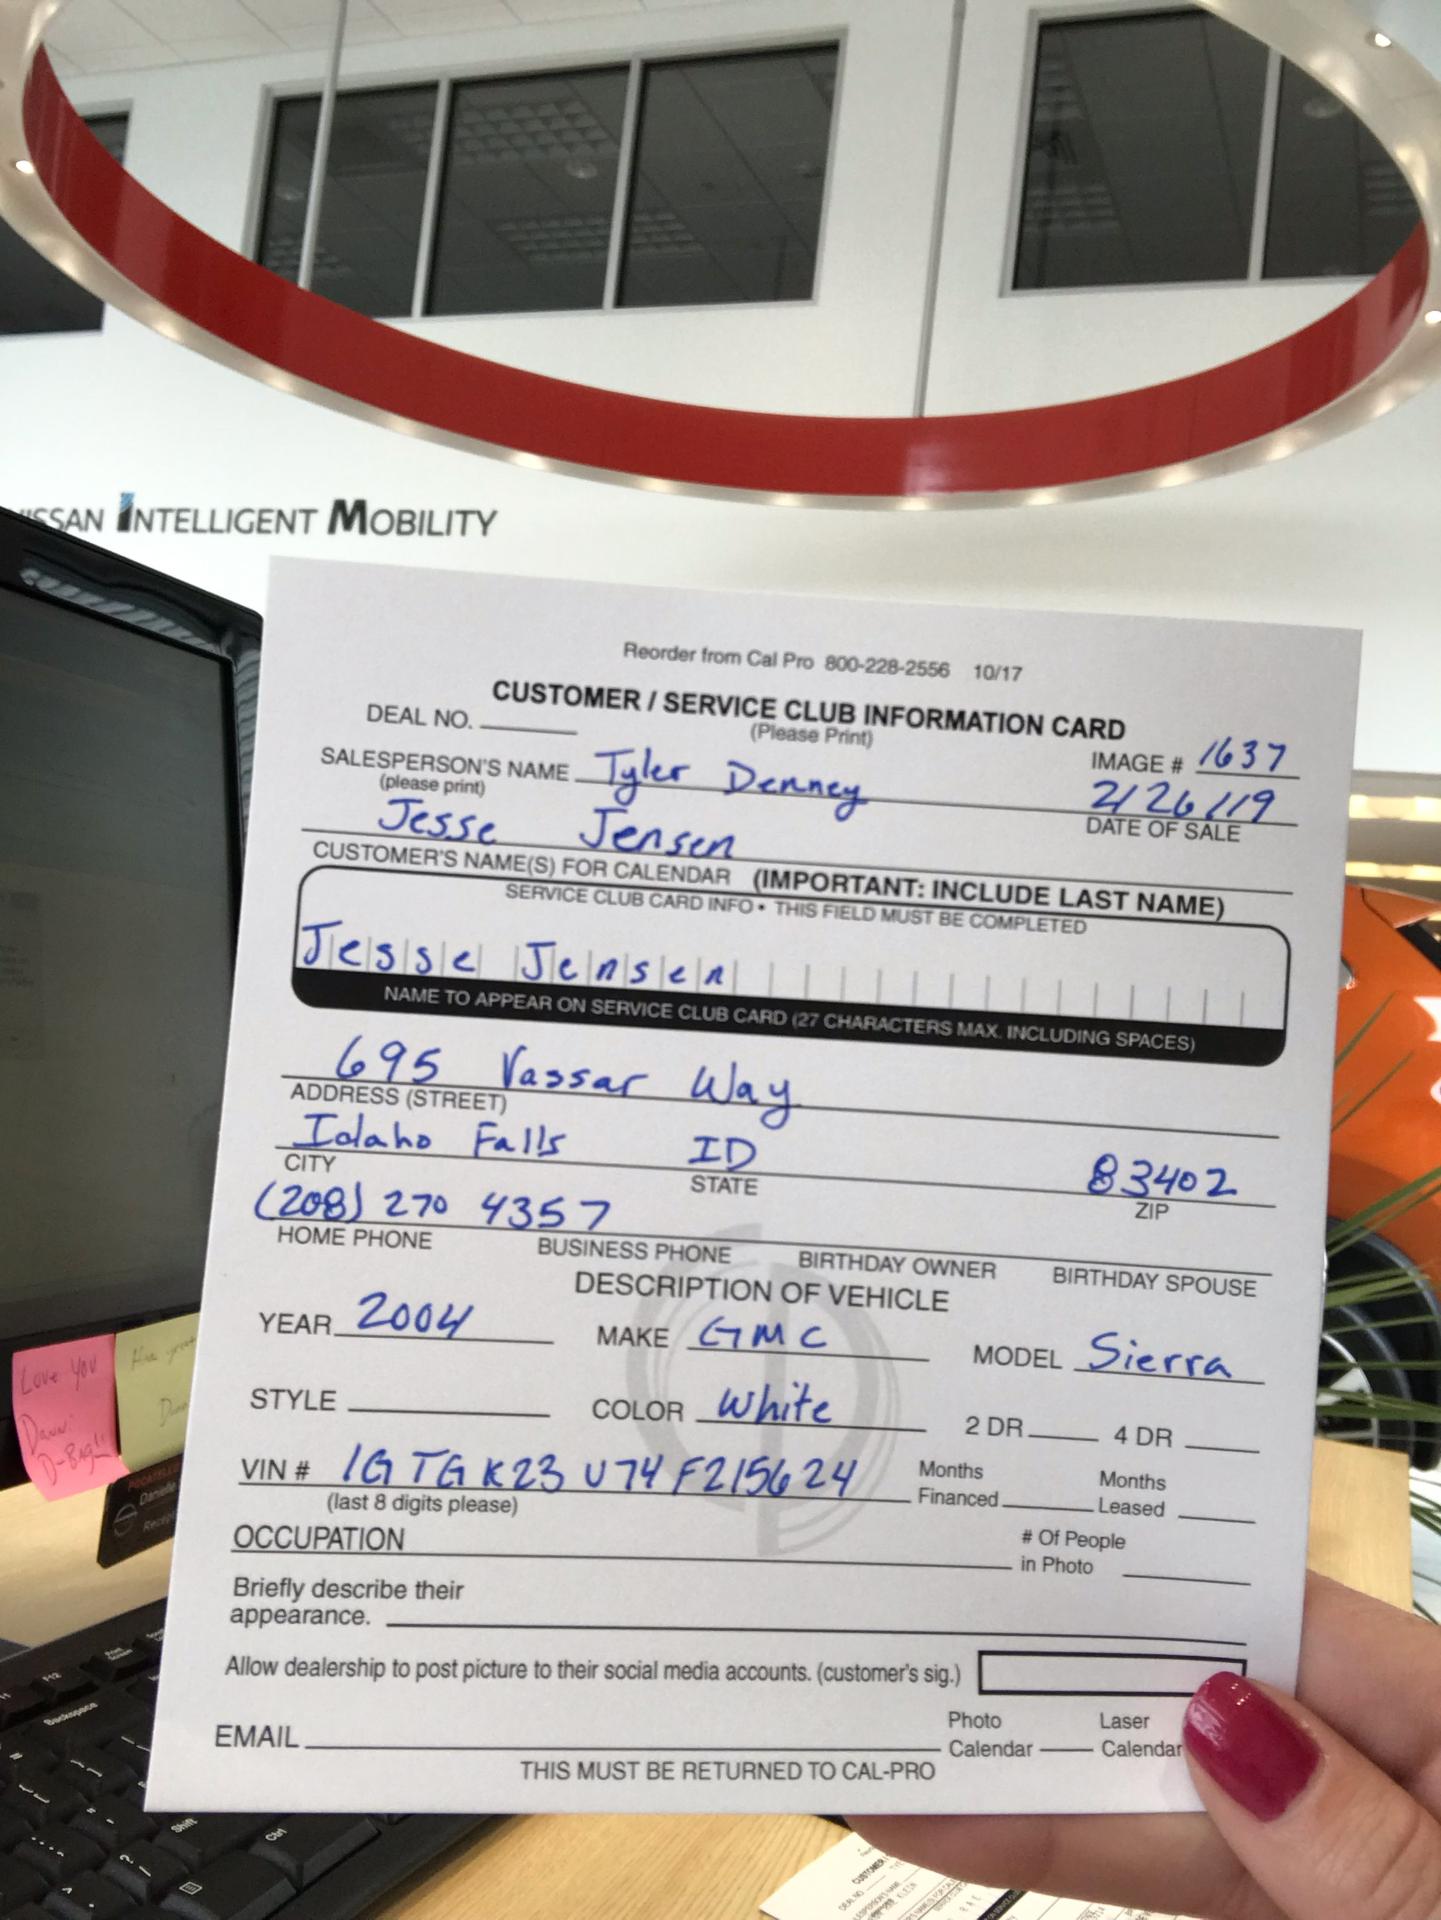 NISSAN INTELLIGENT MOBILITY
Reorder from Cal Pro 800-228-2556 10/17
CUSTOMER / SERVICE CLUB INFORMATION CARD
(Please Print)
DEAL NO.
IMAGE # 1637
SALESPERSON'S NAME Tyler Denney
(please print)
2/26/19
DATE OF SALE
Jesse Jensen
CUSTOMER'S NAME(S) FOR CALENDAR (IMPORTANT: INCLUDE LAST NAME)
SERVICE CLUB CARD INFO • THIS FIELD MUST BE COMPLETED
Jesse Jensen
NAME TO APPEAR ON SERVICE CLUB CARD (27 CHARACTERS MAX. INCLUDING SPACES)
695 Vassar Way
ADDRESS (STREET)
Idaho Falls ID 83402
CITY STATE ZIP
(208) 270 4357
HOME PHONE BUSINESS PHONE BIRTHDAY OWNER BIRTHDAY SPOUSE
DESCRIPTION OF VEHICLE
YEAR 2004 MAKE GMC MODEL Sierra
STYLE COLOR White 2 DR 4 DR
VIN # 1GTGK23U74F215624
(last 8 digits please)
Months Financed
Months Leased
OCCUPATION
# Of People in Photo
Briefly describe their
appearance.
Allow dealership to post picture to their social media accounts. (customer's sig.)
EMAIL
Photo Calendar
Laser Calendar
THIS MUST BE RETURNED TO CAL-PRO
Love You
Danni
Backspace
Shift
Ctrl
F12